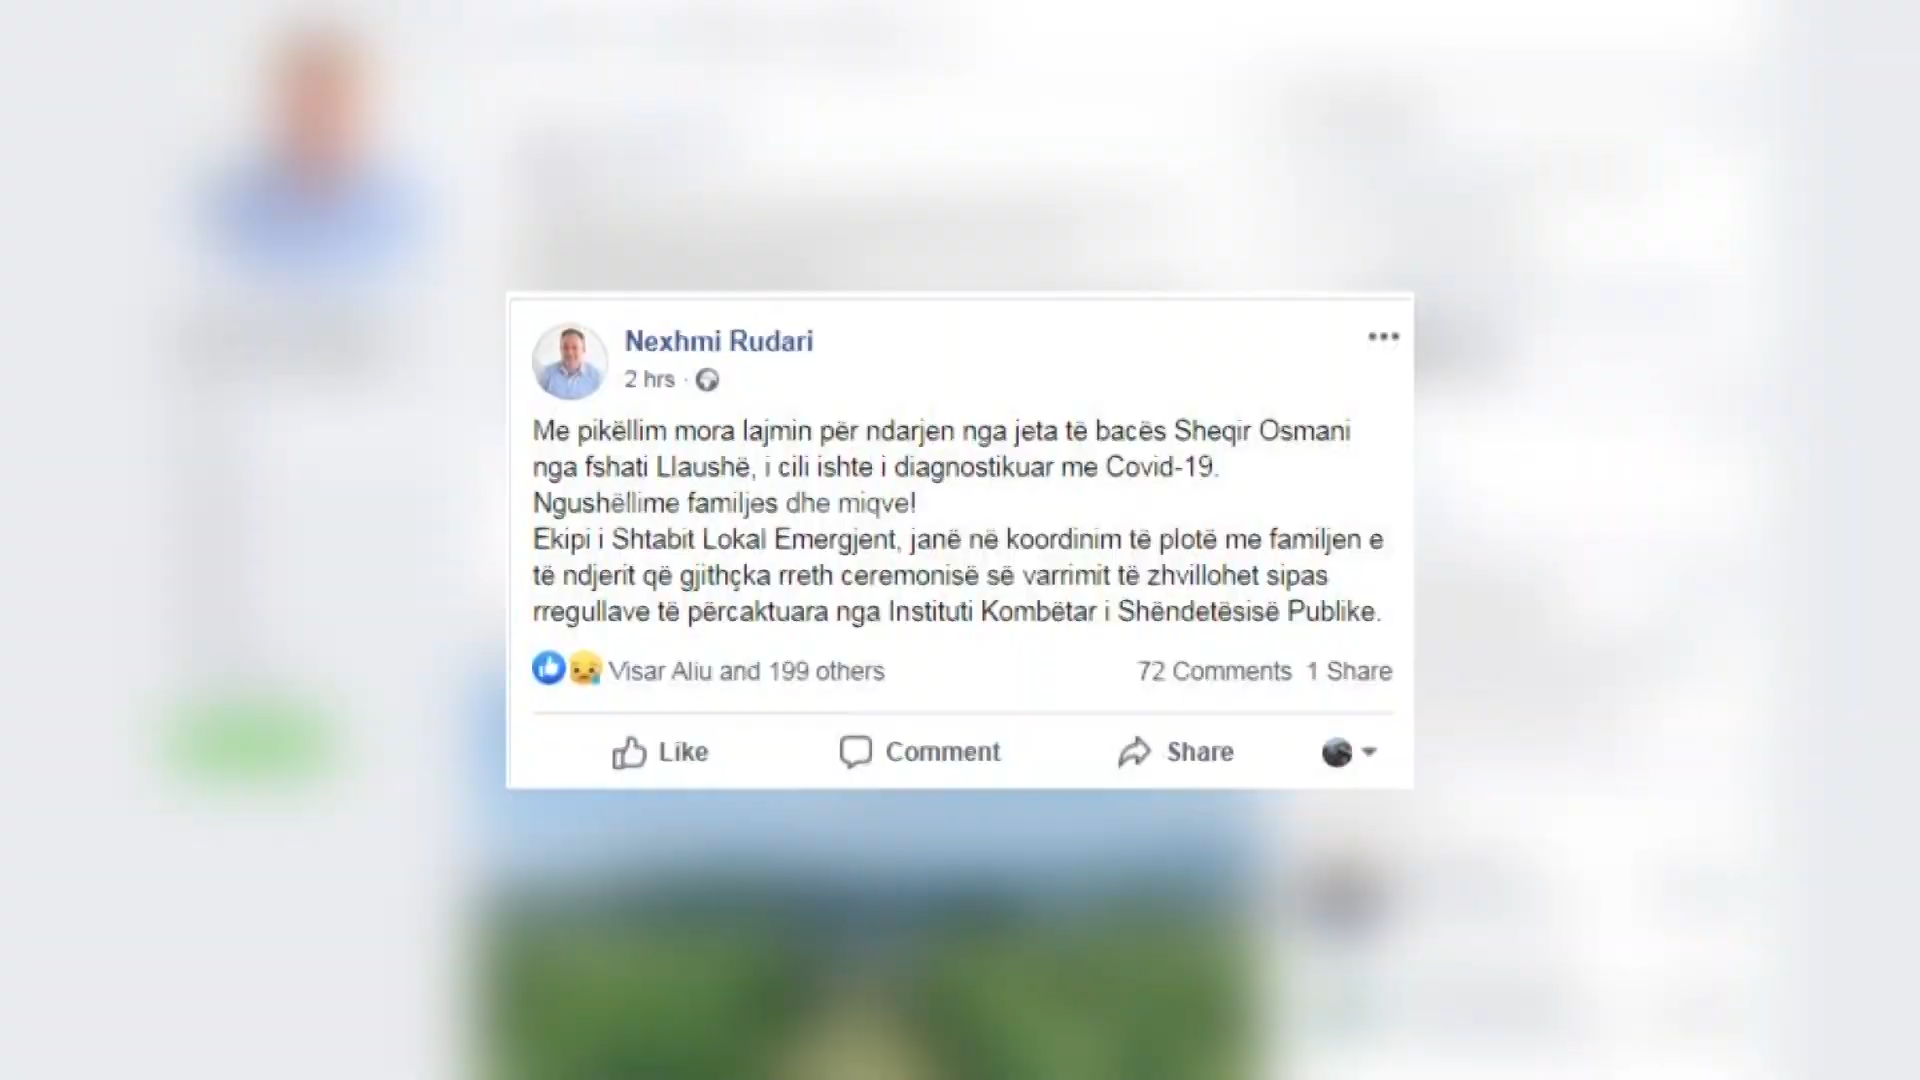 Nexhmi Rudari
2 hrs ·
Me pikëllim mora lajmin për ndarjen nga jeta të bacës Sheqir Osmani
nga fshati Llaushë, i cili ishte i diagnostikuar me Covid-19.
Ngushëllime familjes dhe miqve!
Ekipi i Shtabit Lokal Emergjent, janë në koordinim të plotë me familjen e
të ndjerit që gjithçka rreth ceremonisë së varrimit të zhvillohet sipas
rregullave të përcaktuara nga Instituti Kombëtar i Shëndetësisë Publike.
Visar Aliu and 199 others 72 Comments 1 Share
Like Comment Share